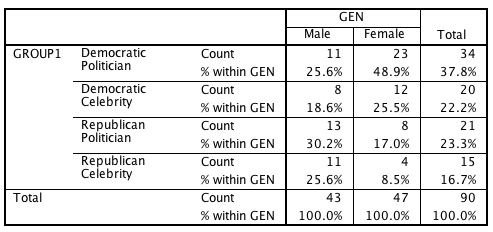 GEN
Male Female Total
GROUP1 Democratic Politician Count 11 23 34
% within GEN 25.6% 48.9% 37.8%
Democratic Celebrity Count 8 12 20
% within GEN 18.6% 25.5% 22.2%
Republican Politician Count 13 8 21
% within GEN 30.2% 17.0% 23.3%
Republican Celebrity Count 11 4 15
% within GEN 25.6% 8.5% 16.7%
Total Count 43 47 90
% within GEN 100.0% 100.0% 100.0%